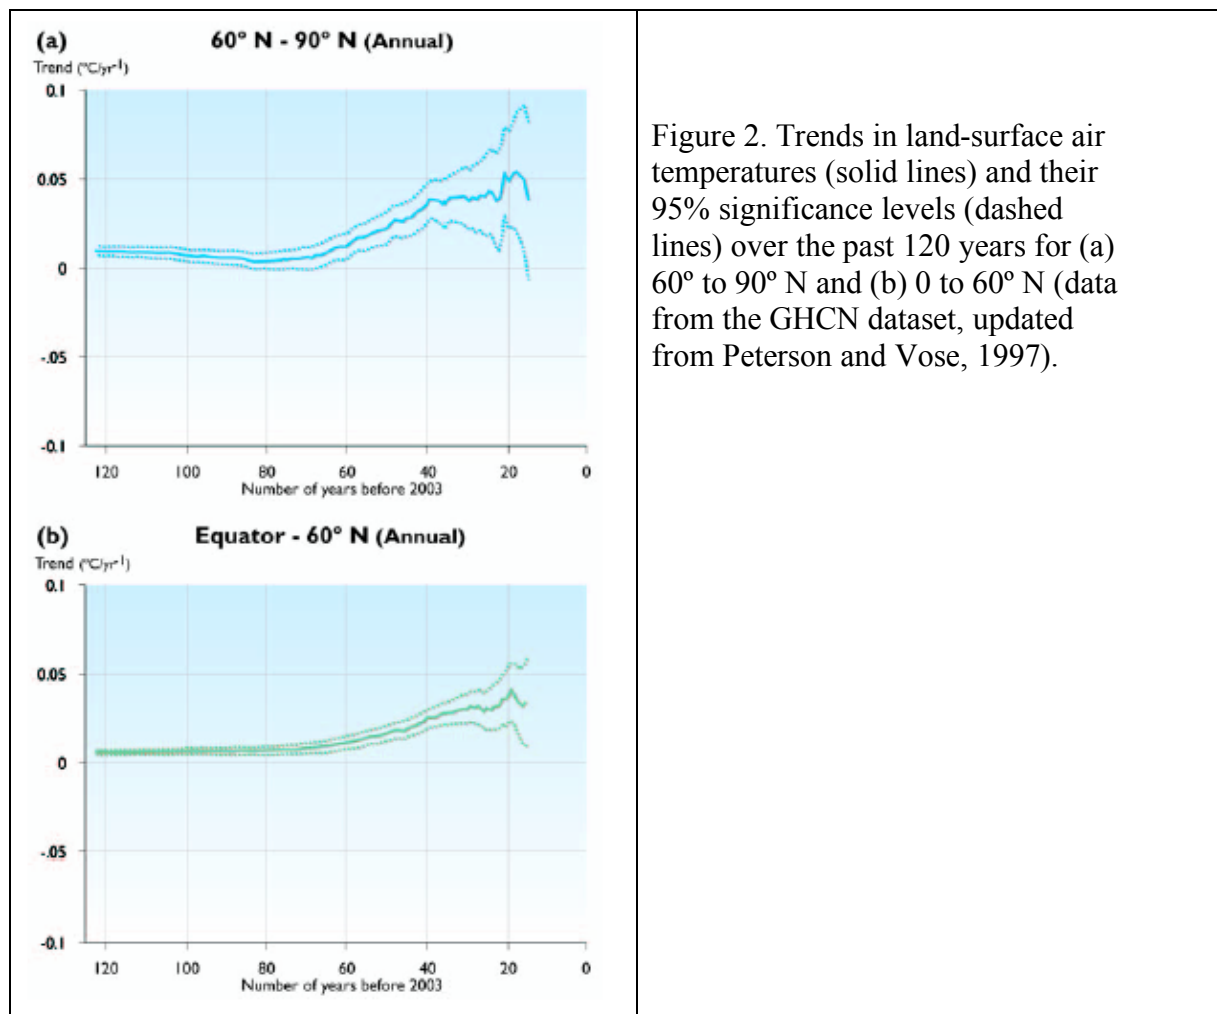 (a) 60° N - 90° N (Annual)
Trend (°C/yr-1)
0.1
0.05
0
-.05
-0.1
120 100 80 60 40 20 0
Number of years before 2003
(b) Equator - 60° N (Annual)
Trend (°C/yr-1)
0.1
0.05
0
-.05
-0.1
120 100 80 60 40 20 0
Number of years before 2003
Figure 2. Trends in land-surface air
temperatures (solid lines) and their
95% significance levels (dashed
lines) over the past 120 years for (a)
60º to 90º N and (b) 0 to 60º N (data
from the GHCN dataset, updated
from Peterson and Vose, 1997).